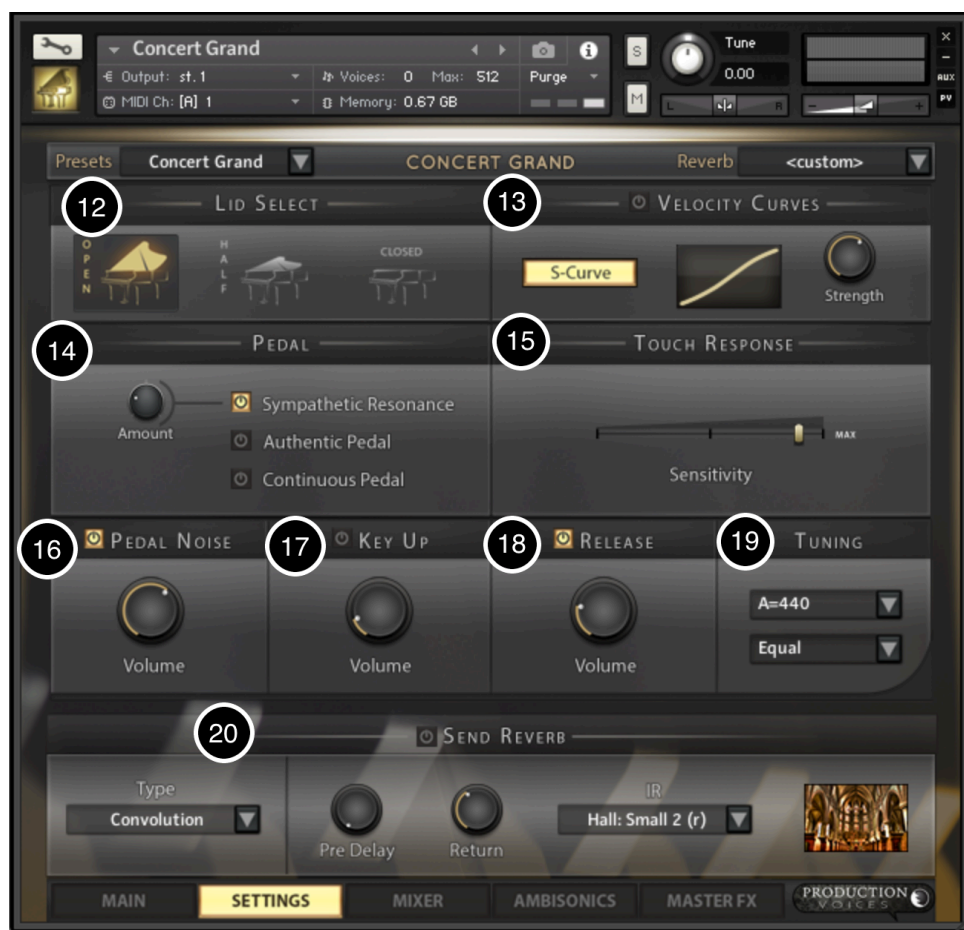 Concert Grand
S
Tune
Output: st.1 Voices: 0 Max: 512 Purge
0.00
AUX
MIDI Ch: [A] 1 Memory: 0.67 GB
M
L R - +
PV
Presets Concert Grand CONCERT GRAND Reverb <custom>
12 LID SELECT
13 VELOCITY CURVES
OPEN
HALF
CLOSED
S-Curve
Strength
14 PEDAL
15 TOUCH RESPONSE
Sympathetic Resonance
Amount
Authentic Pedal
Continuous Pedal
MAX
Sensitivity
16 PEDAL NOISE
17 KEY UP
18 RELEASE
19 TUNING
A=440
Equal
Volume
Volume
Volume
20 SEND REVERB
Type
Convolution
Pre Delay
Return
IR
Hall: Small 2 (r)
MAIN SETTINGS MIXER AMBISONICS MASTER FX PRODUCTION
VOICES